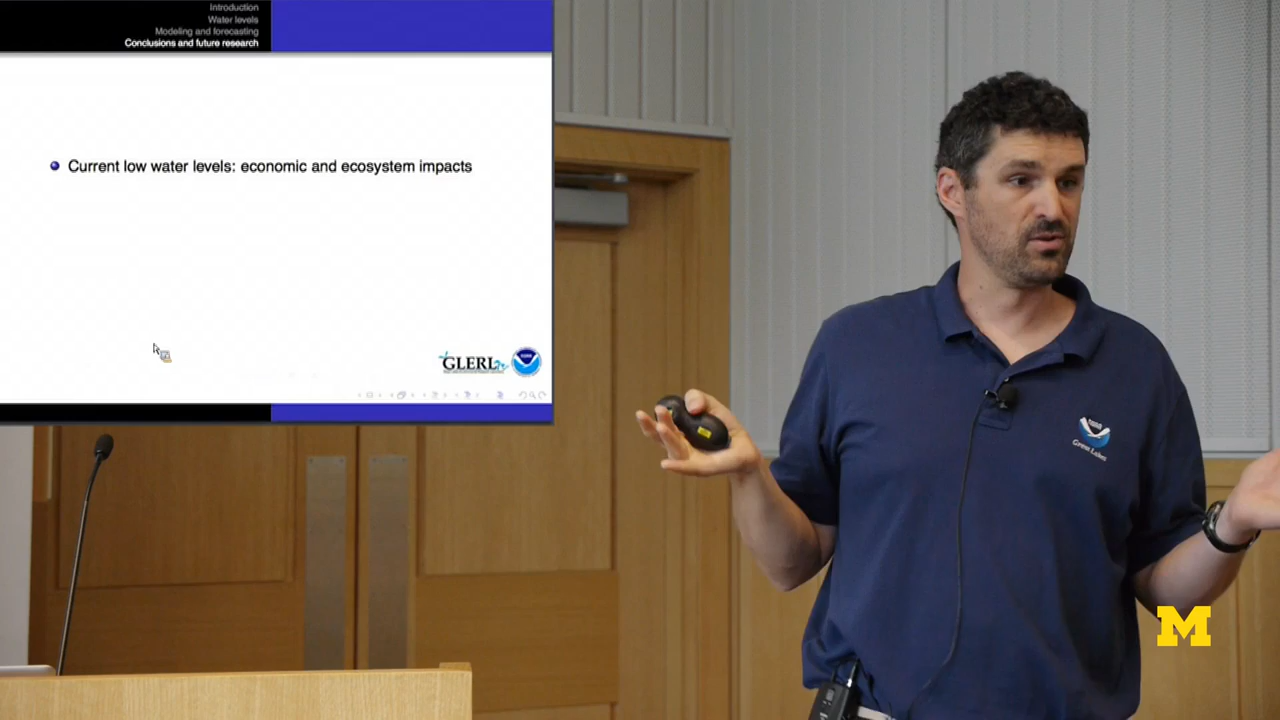 Introduction
Water levels
Modeling and forecasting
Conclusions and future research
Current low water levels: economic and ecosystem impacts
GLERL
NOAA
Great Lakes
M